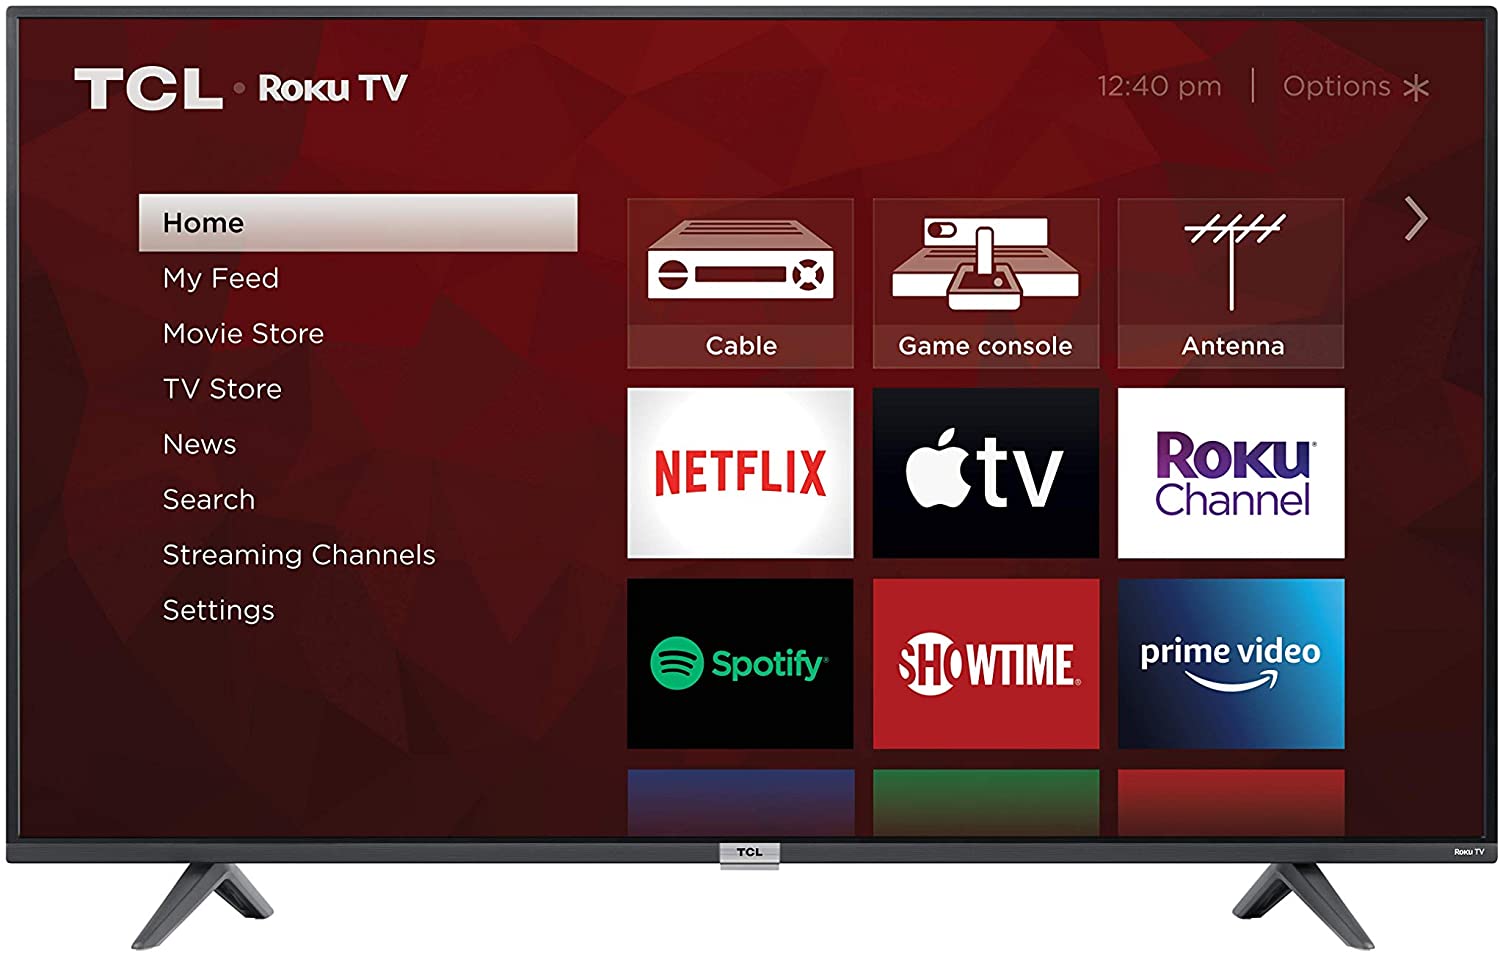 TCL • Roku TV
12:40 pm | Options *
Home
My Feed
Movie Store
TV Store
News
Search
Streaming Channels
Settings
Cable
Game console
Antenna
NETFLIX
tv
Roku
Channel
Spotify®
SHOWTIME®
prime video
TCL
Roku TV